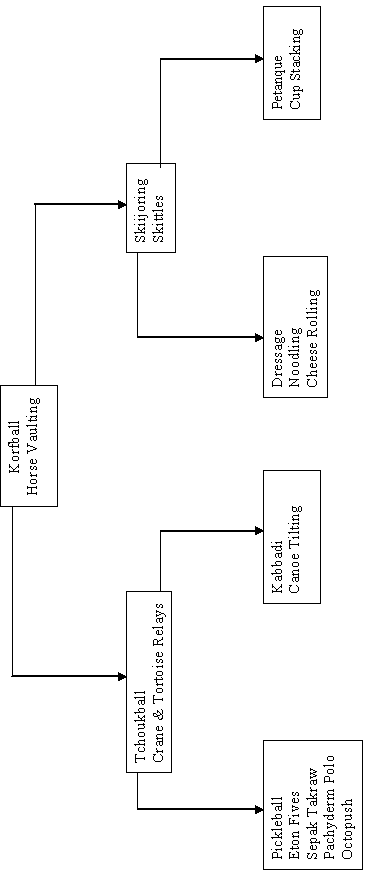 Korfball
Horse Vaulting
Tchoukball
Crane & Tortoise Relays
Skiijoring
Skittles
Pickleball
Eton Fives
Sepak Takraw
Pachyderm Polo
Octopush
Kabbadi
Canoe Tilting
Dressage
Noodling
Cheese Rolling
Petanque
Cup Stacking